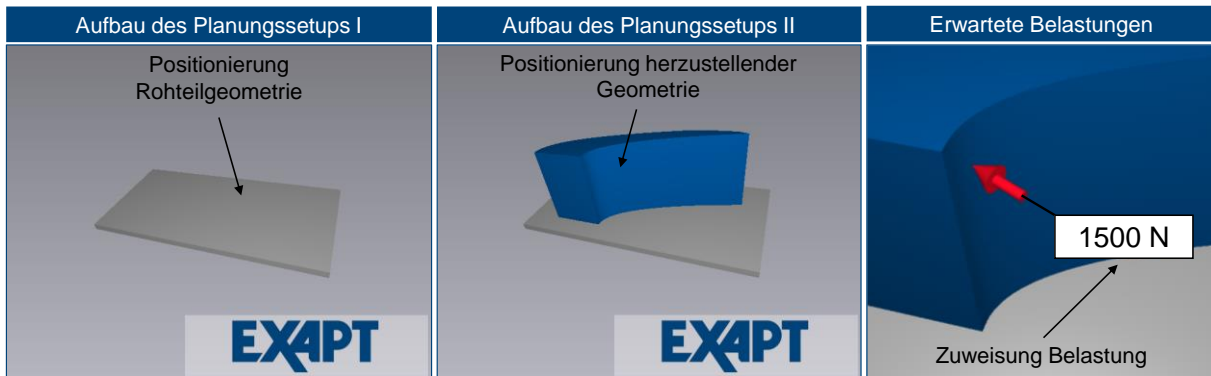 Aufbau des Planungssetups I
Positionierung
Rohteilgeometrie
EXAPT
Aufbau des Planungssetups II
Positionierung herzustellender
Geometrie
EXAPT
Erwartete Belastungen
1500 N
Zuweisung Belastung